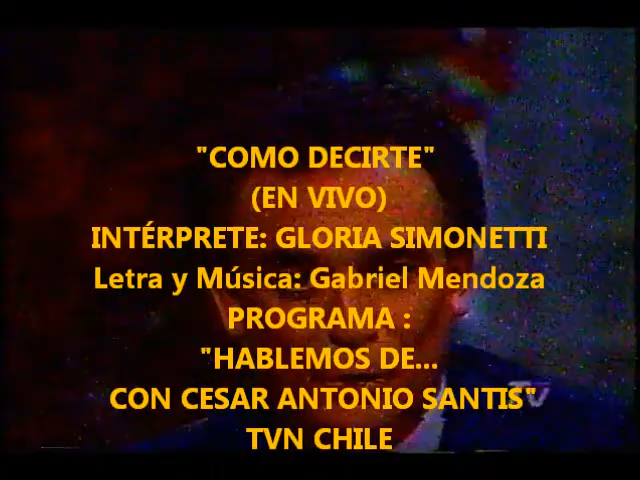 "COMO DECIRTE"
(EN VIVO)
INTÉRPRETE: GLORIA SIMONETTI
Letra y Música: Gabriel Mendoza
PROGRAMA :
"HABLEMOS DE...
CON CESAR ANTONIO SANTIS"
TVN CHILE